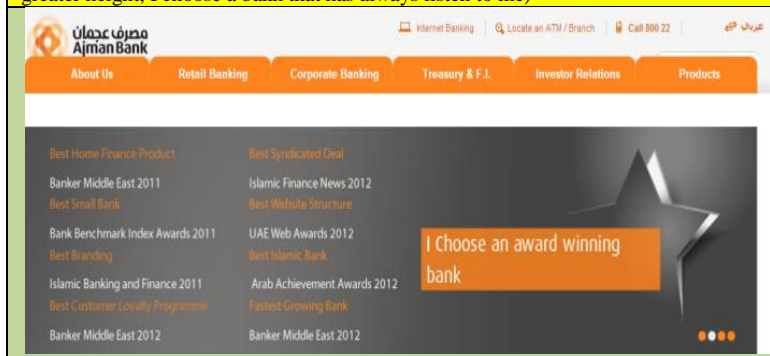 greater height, I choose a bank that has always listen to me)
مصرف عجمان
Ajman Bank
Internet Banking
Locate an ATM / Branch
Call 800 22
عربي
About Us
Retail Banking
Corporate Banking
Treasury & F.I.
Investor Relations
Products
Best Home Finance Product
Banker Middle East 2011
Best Small Bank
Bank Benchmark Index Awards 2011
Best Branding
Islamic Banking and Finance 2011
Best Customer Loyalty Programme
Banker Middle East 2012
Best Syndicated Deal
Islamic Finance News 2012
Best Website Structure
UAE Web Awards 2012
Best Islamic Bank
Arab Achievement Awards 2012
Fastest Growing Bank
Banker Middle East 2012
I Choose an award winning
bank